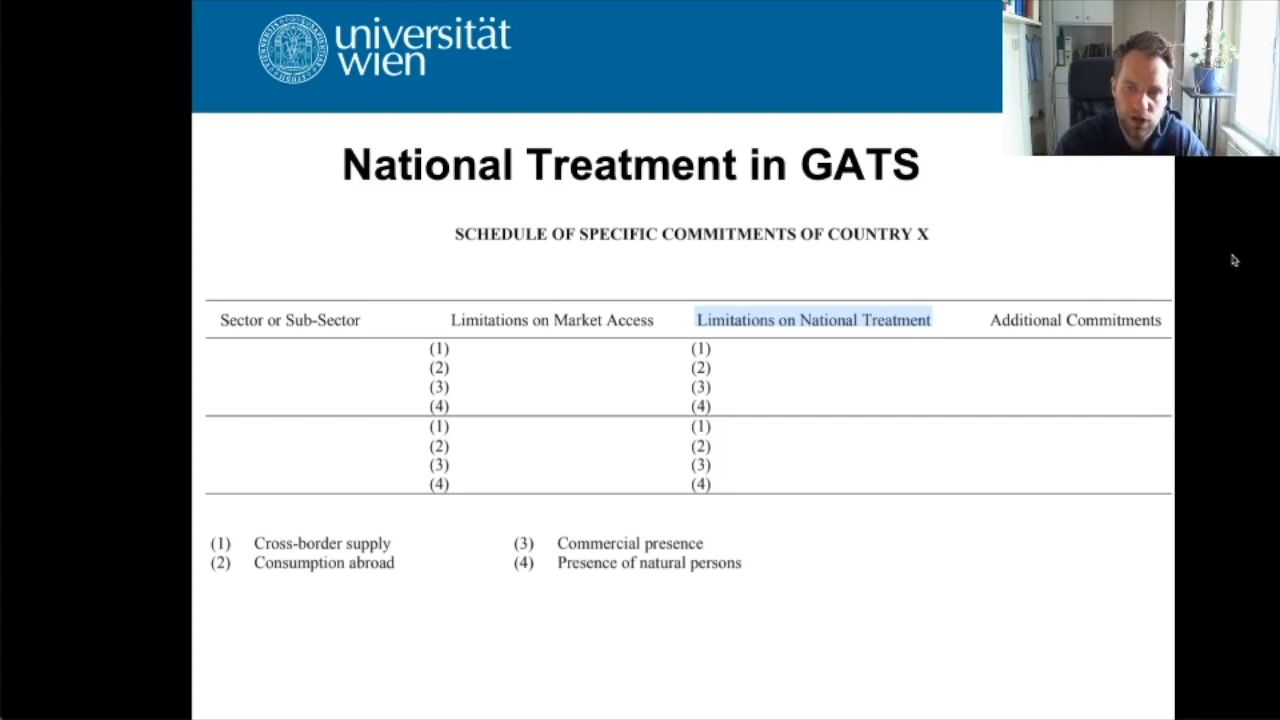 universität
wien
National Treatment in GATS
SCHEDULE OF SPECIFIC COMMITMENTS OF COUNTRY X
Sector or Sub-Sector Limitations on Market Access Limitations on National Treatment Additional Commitments
(1) (1)
(2) (2)
(3) (3)
(4) (4)
(1) (1)
(2) (2)
(3) (3)
(4) (4)
(1) Cross-border supply (3) Commercial presence
(2) Consumption abroad (4) Presence of natural persons